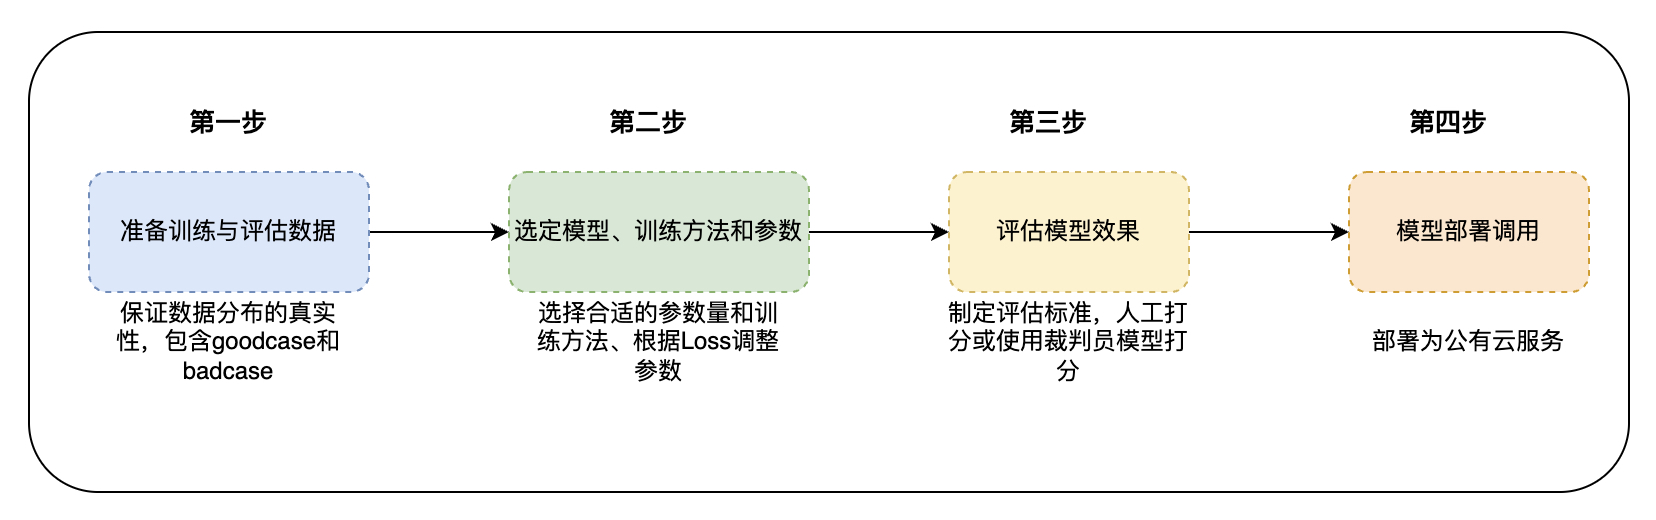 第一步
第二步
第三步
第四步
准备训练与评估数据
选定模型、训练方法和参数
评估模型效果
模型部署调用
保证数据分布的真实
性，包含goodcase和
badcase
选择合适的参数量和训
练方法、根据Loss调整
参数
制定评估标准，人工打
分或使用裁判员模型打
分
部署为公有云服务